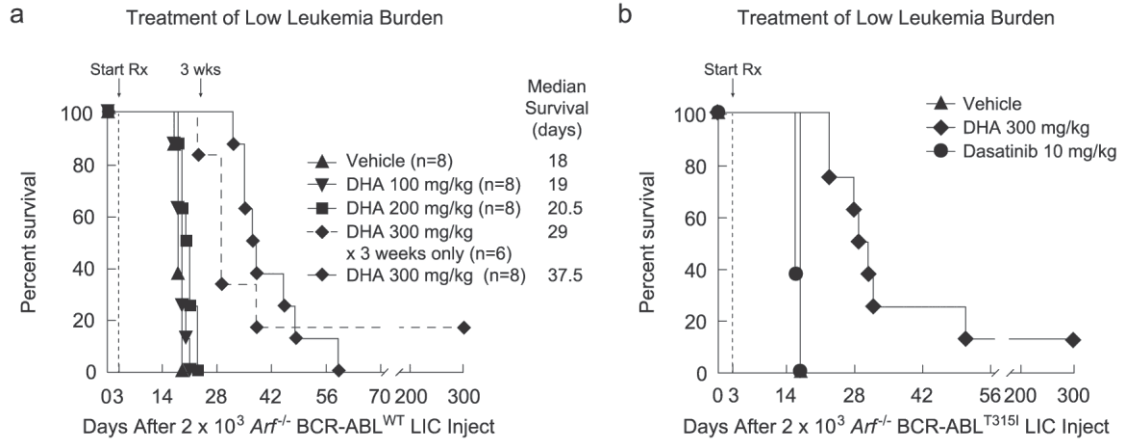 a
Treatment of Low Leukemia Burden
Start Rx
3 wks
Median
Survival
(days)
Percent survival
100
80
60
40
20
0
Vehicle (n=8) 18
DHA 100 mg/kg (n=8) 19
DHA 200 mg/kg (n=8) 20.5
DHA 300 mg/kg 29
x 3 weeks only (n=6)
DHA 300 mg/kg (n=8) 37.5
03 14 28 42 56 70 200 300
Days After 2 x 10³ Arf⁻/⁻ BCR-ABLᵂᵀ LIC Inject
b
Treatment of Low Leukemia Burden
Start Rx
Percent survival
100
80
60
40
20
0
Vehicle
DHA 300 mg/kg
Dasatinib 10 mg/kg
0 3 14 28 42 56 200 300
Days After 2 x 10³ Arf⁻/⁻ BCR-ABLᵀ³¹⁵ᴵ LIC Inject